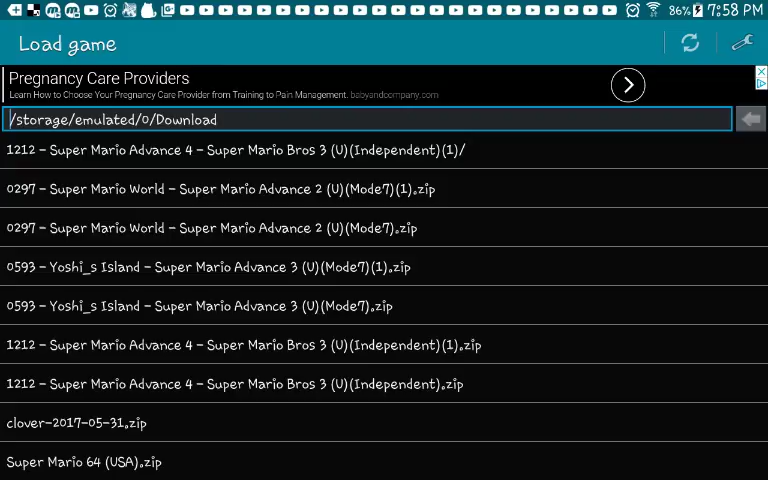 86% 7:58 PM
Load game
Pregnancy Care Providers
Learn How to Choose Your Pregnancy Care Provider from Training to Pain Management. babyandcompany.com
/storage/emulated/0/Download
1212 - Super Mario Advance 4 - Super Mario Bros 3 (U)(Independent)(1)/
0297 - Super Mario World - Super Mario Advance 2 (U)(Mode7)(1).zip
0297 - Super Mario World - Super Mario Advance 2 (U)(Mode7).zip
0593 - Yoshi_s Island - Super Mario Advance 3 (U)(Mode7)(1).zip
0593 - Yoshi_s Island - Super Mario Advance 3 (U)(Mode7).zip
1212 - Super Mario Advance 4 - Super Mario Bros 3 (U)(Independent)(1).zip
1212 - Super Mario Advance 4 - Super Mario Bros 3 (U)(Independent).zip
clover-2017-05-31.zip
Super Mario 64 (USA).zip